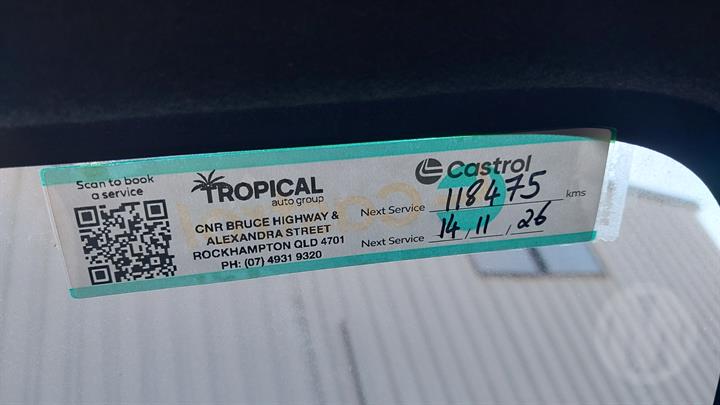 Scan to book
a service
TROPICAL
auto group
CNR BRUCE HIGHWAY &
ALEXANDRA STREET
ROCKHAMPTON QLD 4701
PH: (07) 4931 9320
Castrol
Next Service 118475 kms
Next Service 14, 11, 26